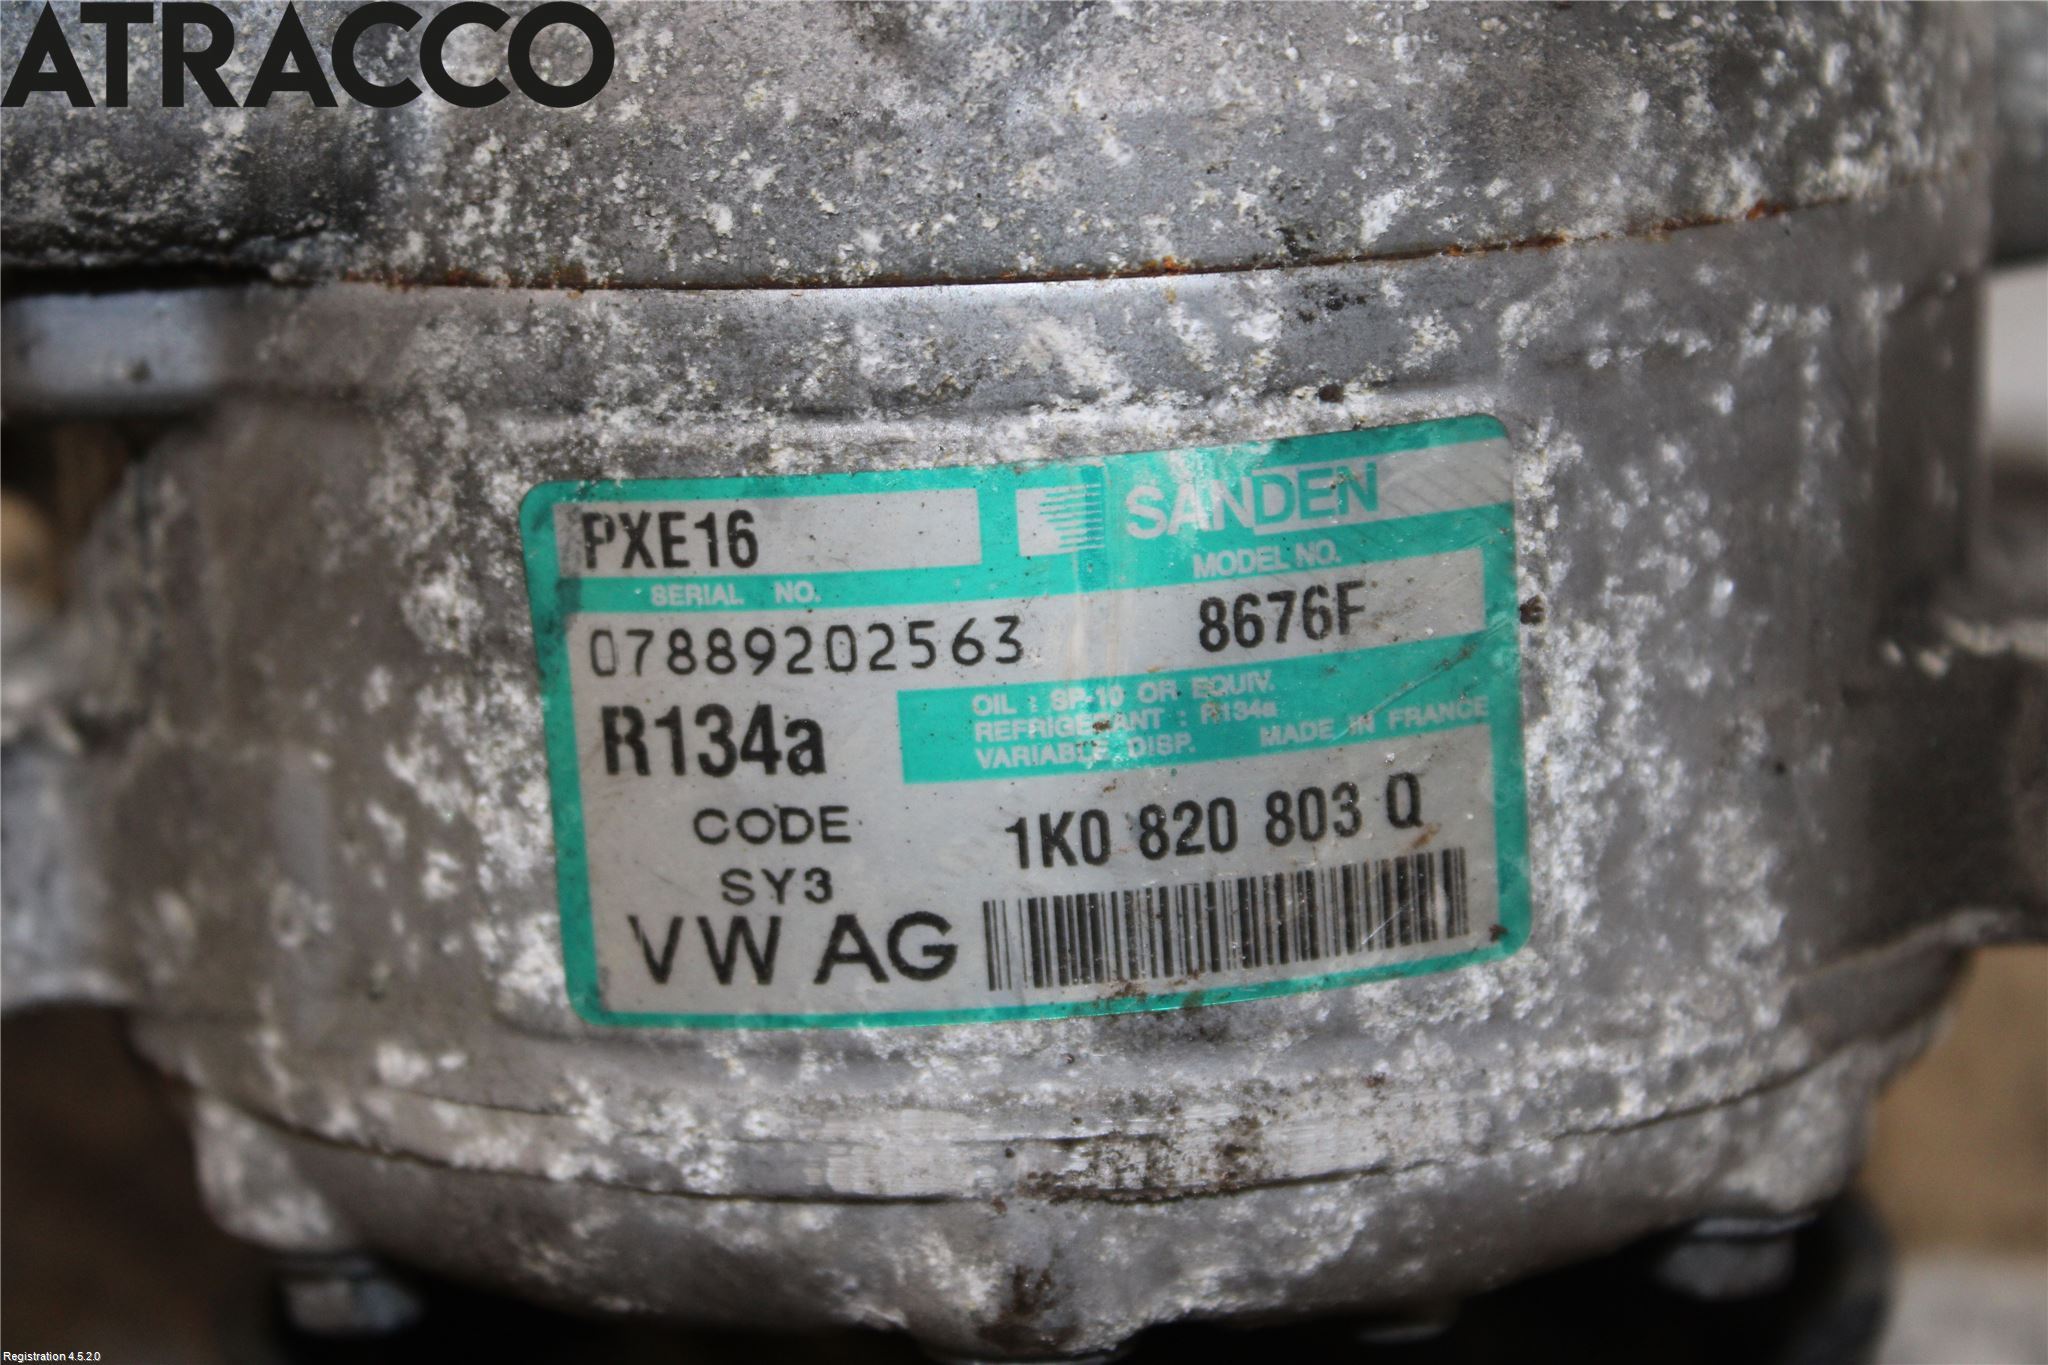 ATRACCO
PXE16
SANDEN
SERIAL NO.
MODEL NO.
07889202563
8676F
R134a
OIL : SP-10 OR EQUIV.
REFRIGERANT : R134a
VARIABLE DISP. MADE IN FRANCE
CODE
1K0 820 803 Q
SY3
VW AG
Registration 4.5.2.0